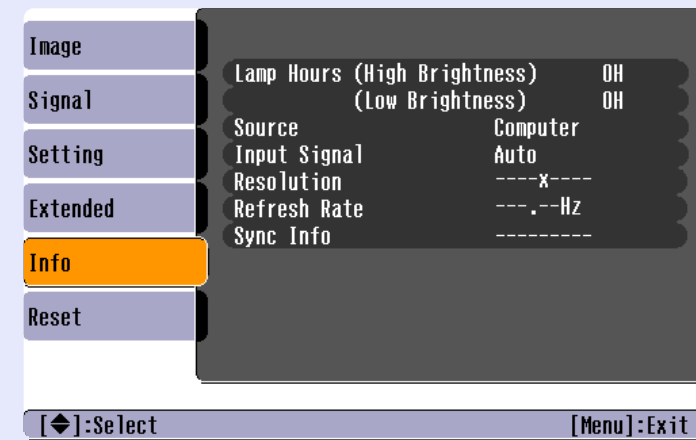 Image
Signal
Setting
Extended
Info
Reset
Lamp Hours (High Brightness) 0H
(Low Brightness) 0H
Source Computer
Input Signal Auto
Resolution ----x----
Refresh Rate ---.--Hz
Sync Info ---------
[◆]:Select [Menu]:Exit